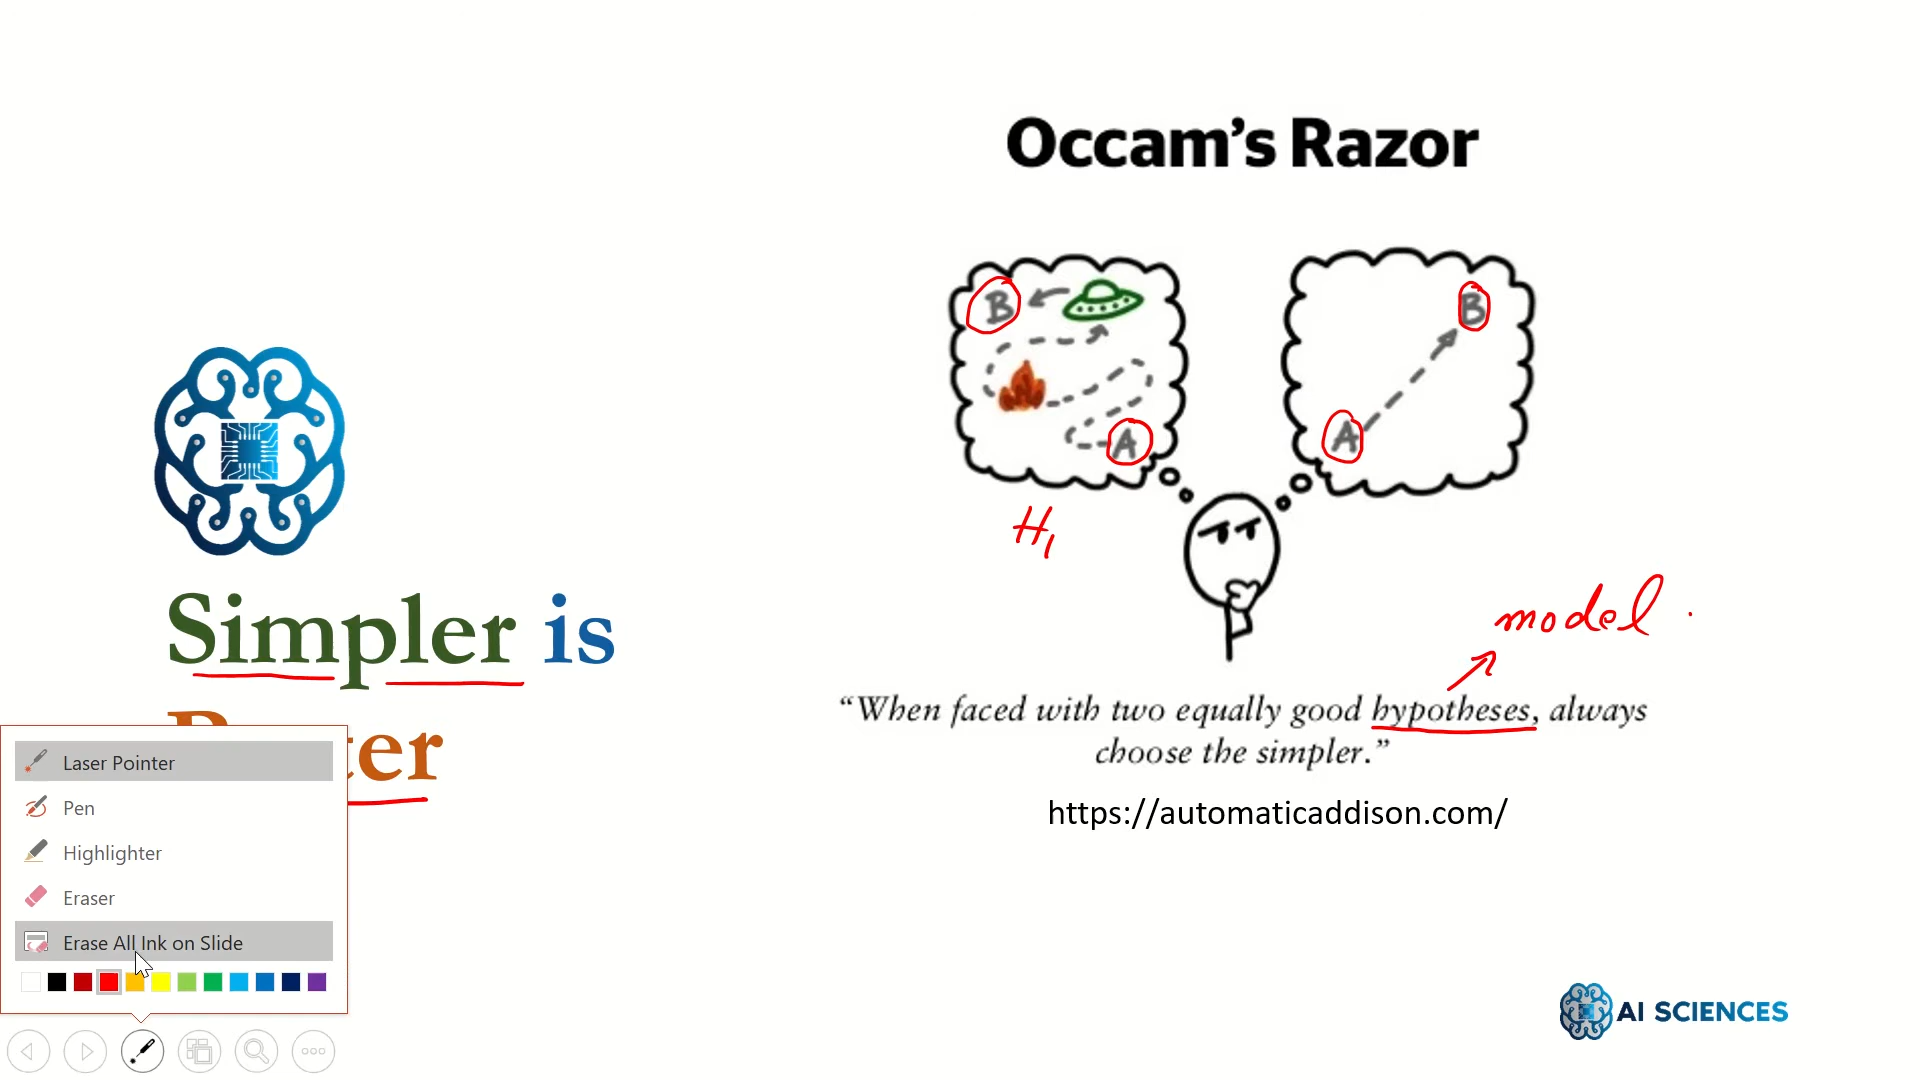 Occam's Razor
B
A
B
A
H1
model
Simpler is
ter
"When faced with two equally good hypotheses, always
choose the simpler."
https://automaticaddison.com/
Laser Pointer
Pen
Highlighter
Eraser
Erase All Ink on Slide
AI SCIENCES